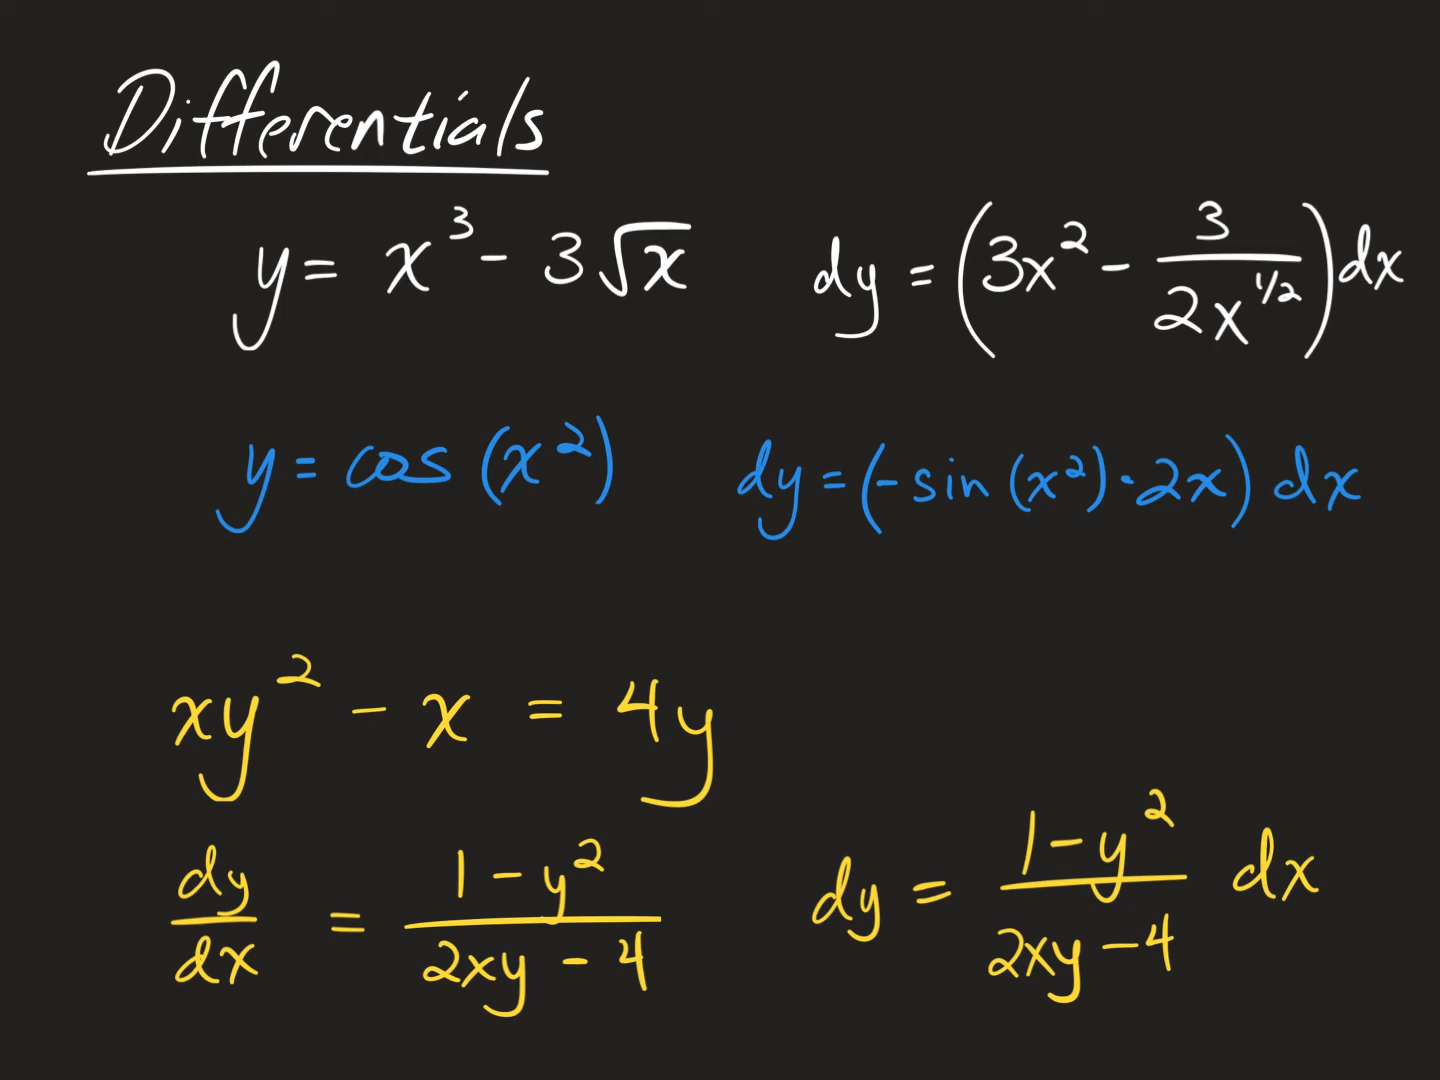 Differentials
y = x³ - 3√x    dy = (3x² - 3/(2x^(1/2))) dx
y = cos (x²)    dy = (-sin (x²) · 2x) dx
xy² - x = 4y
dy/dx = (1 - y²)/(2xy - 4)    dy = (1 - y²)/(2xy - 4) dx